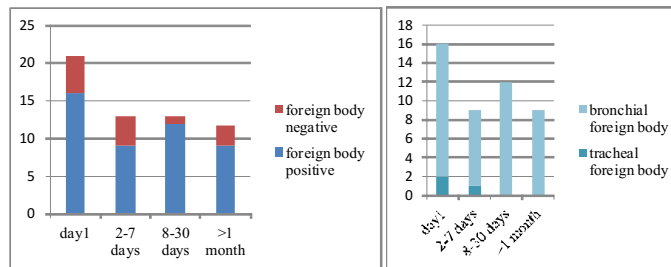 25
20
15
10
5
0
day1
2-7 days
8-30 days
>1 month
foreign body negative
foreign body positive
18
16
14
12
10
8
6
4
2
0
day1
2-7 days
8-30 days
>1 month
bronchial foreign body
tracheal foreign body